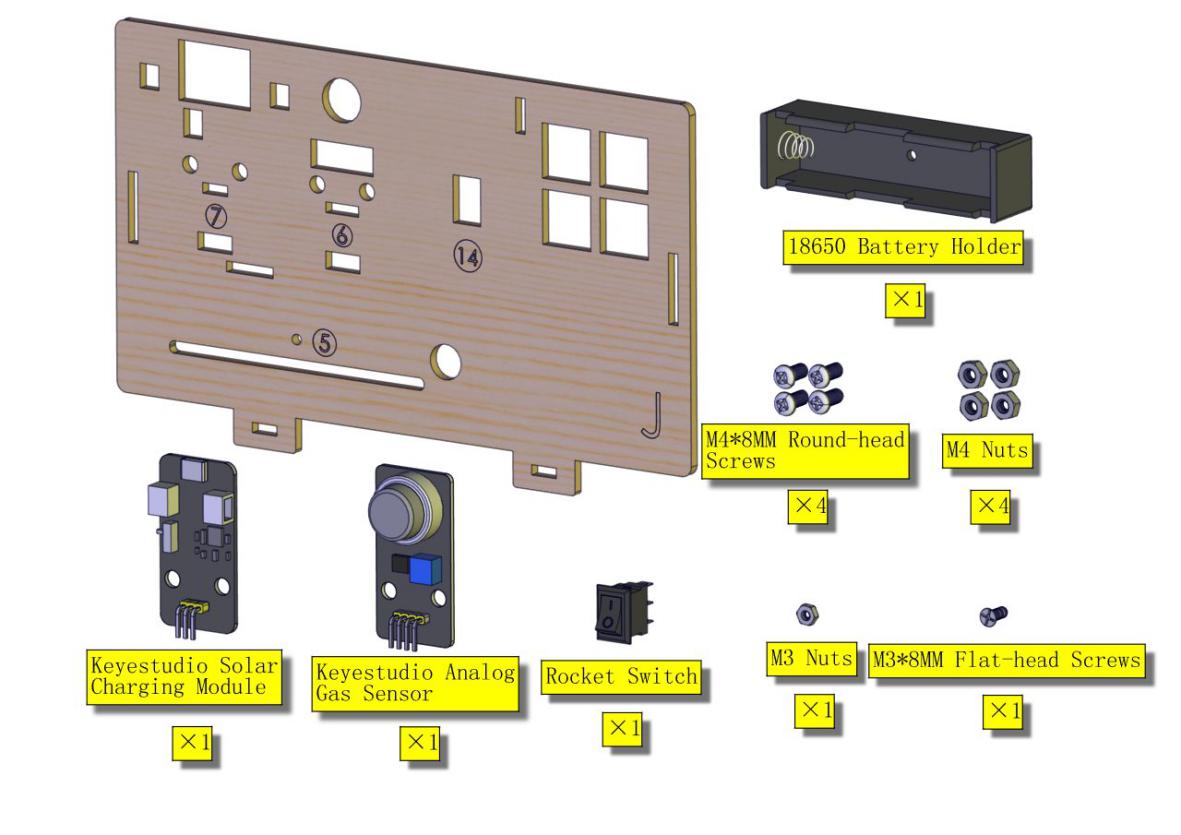 7
6
14
5
J
18650 Battery Holder
×1
M4*8MM Round-head
Screws
×4
M4 Nuts
×4
Keyestudio Solar
Charging Module
×1
Keyestudio Analog
Gas Sensor
×1
Rocket Switch
×1
M3 Nuts
×1
M3*8MM Flat-head Screws
×1